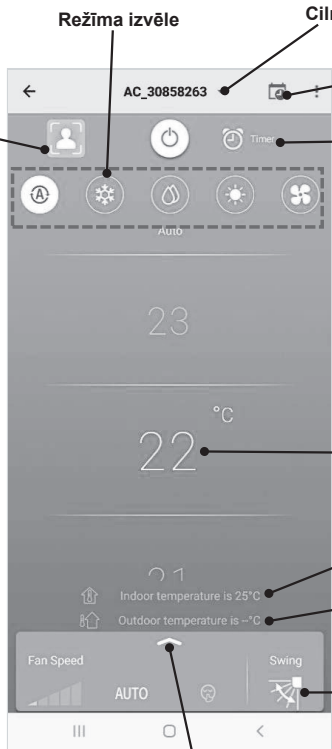 Režīma izvēle
AC_30858263
Timer
A
Auto
23
°C
22
21
Indoor temperature is 25°C
Outdoor temperature is --°C
Fan Speed
Swing
AUTO